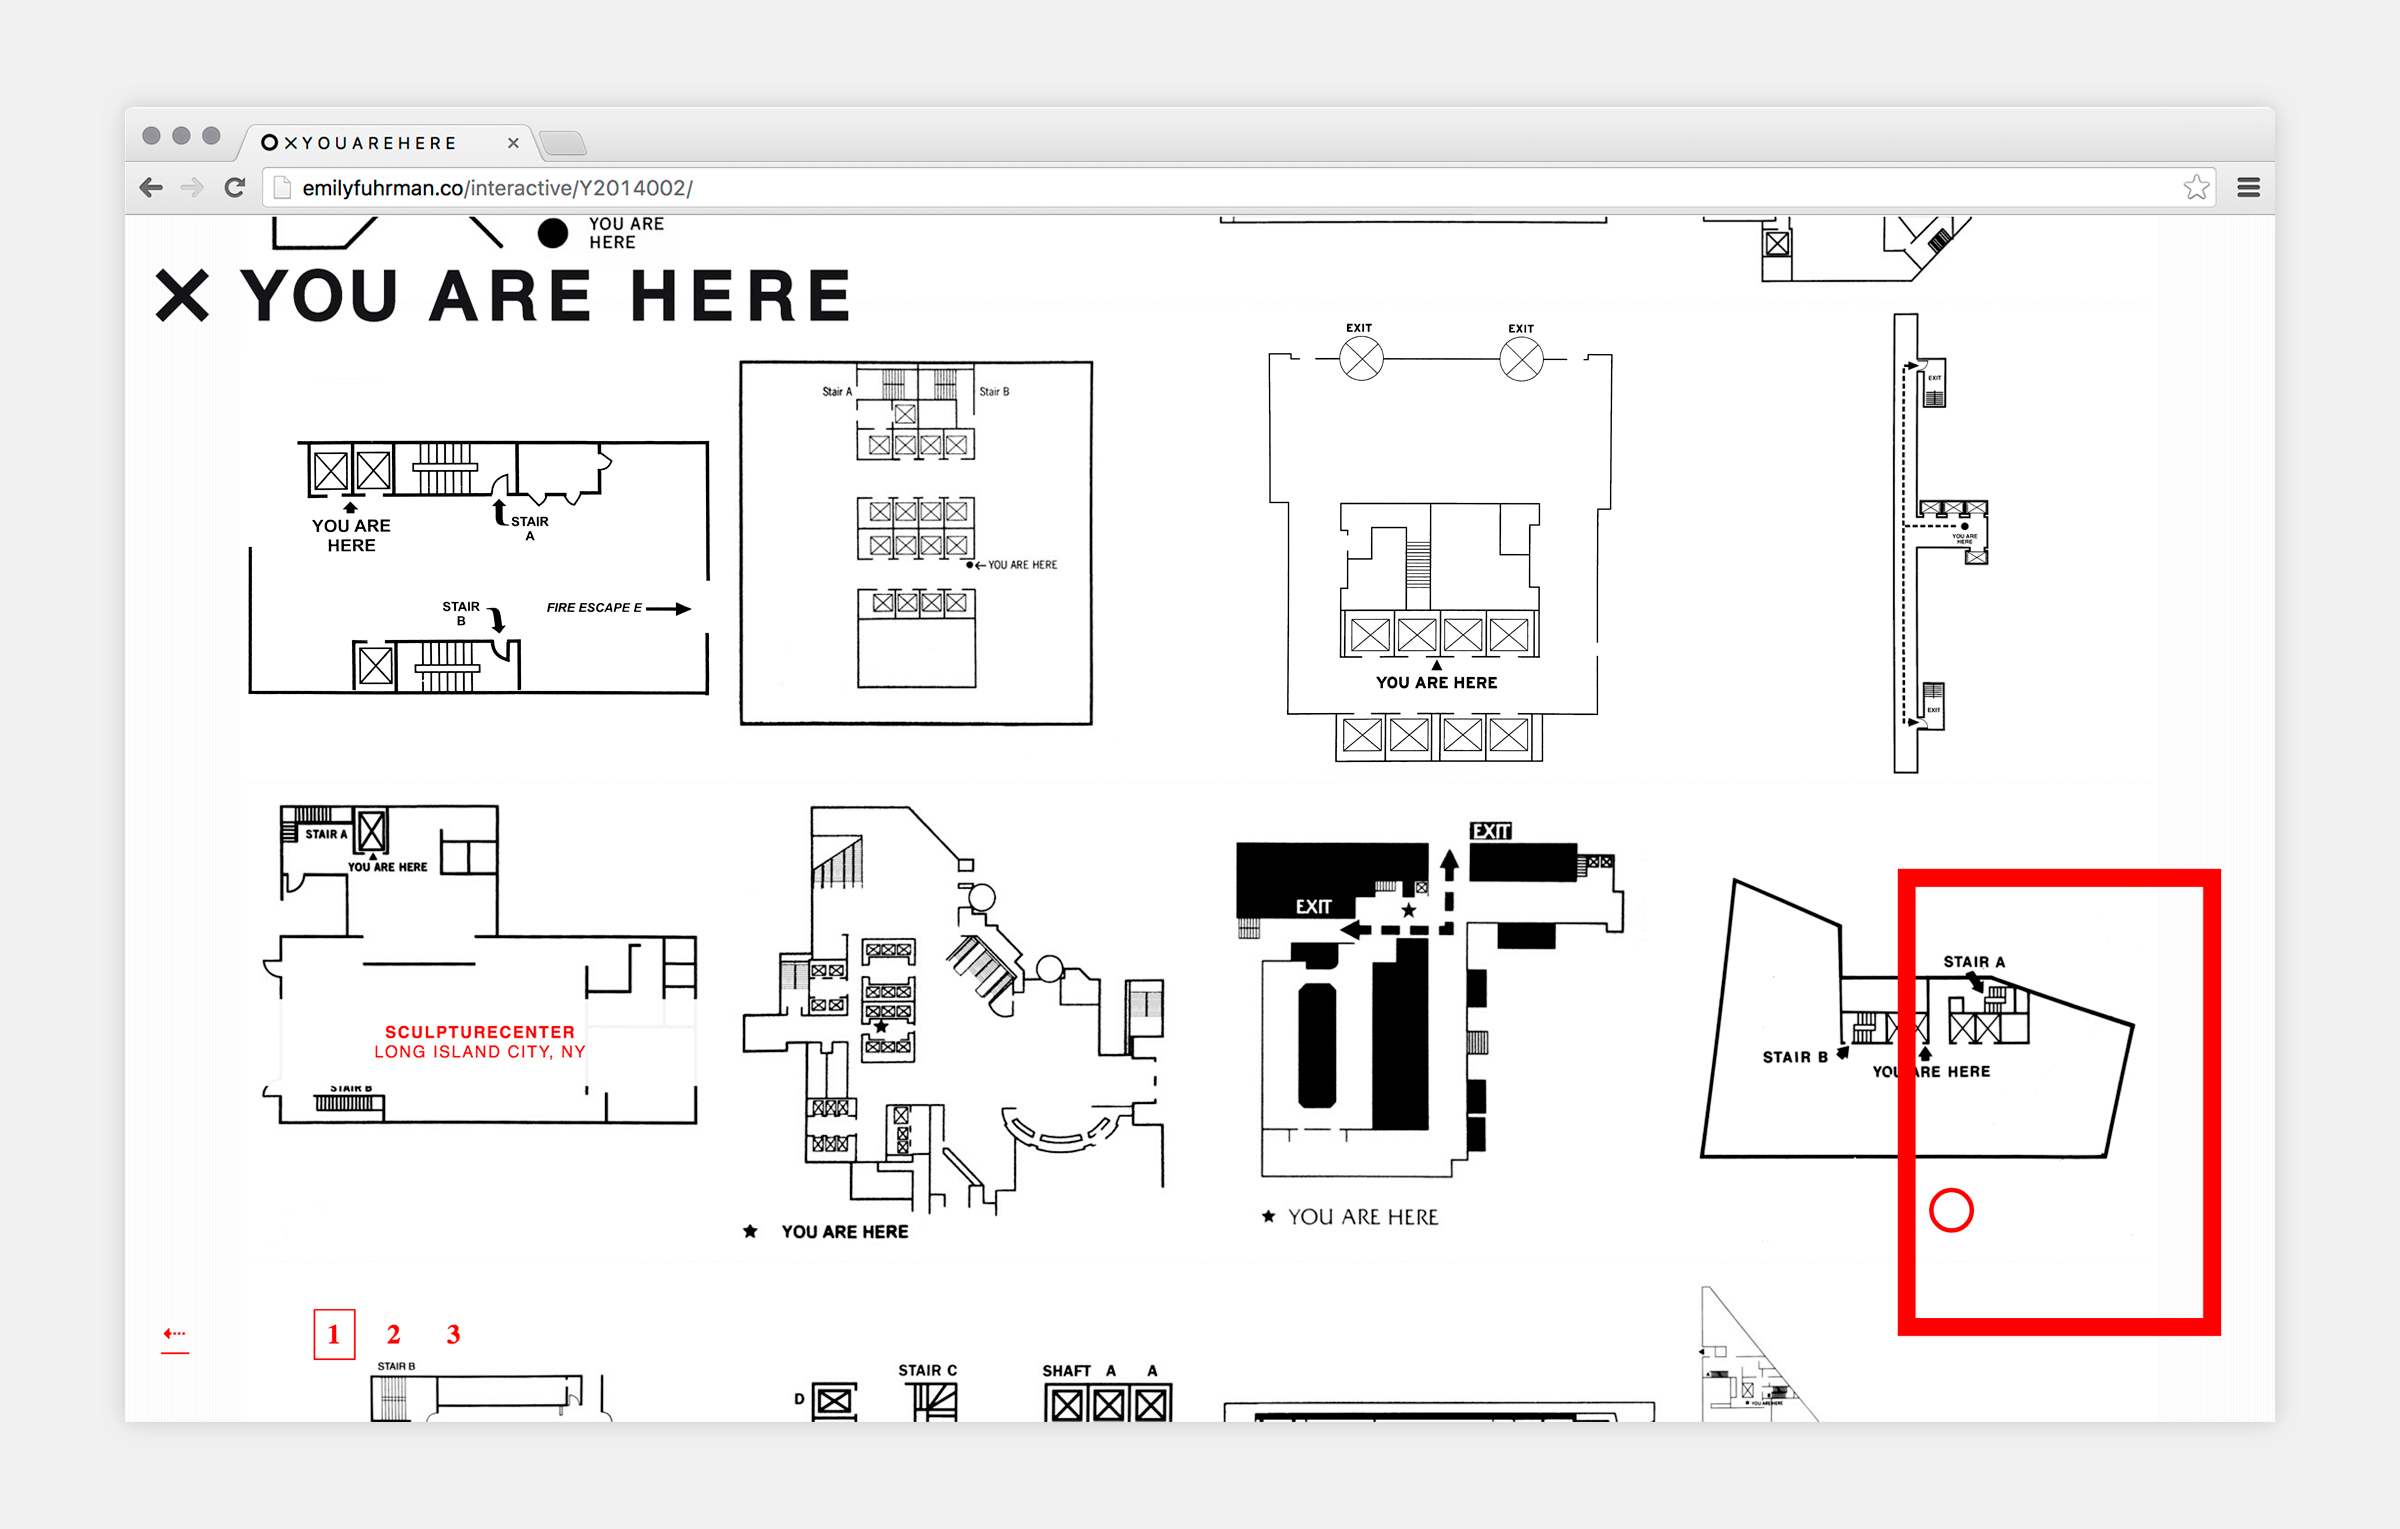 × Y O U A R E H E R E
emilyfuhrman.co/interactive/Y2014002/
YOU ARE
HERE
× YOU ARE HERE
YOU ARE
HERE
STAIR
A
STAIR
B
FIRE ESCAPE E
Stair A
Stair B
YOU ARE HERE
EXIT
EXIT
YOU ARE HERE
EXIT
YOU ARE
HERE
EXIT
STAIR A
YOU ARE HERE
SCULPTURECENTER
LONG ISLAND CITY, NY
STAIR B
★ YOU ARE HERE
EXIT
EXIT
★ YOU ARE HERE
STAIR A
STAIR B
YOU ARE HERE
1 2 3
STAIR B
D
STAIR C
SHAFT A A
YOU ARE HERE